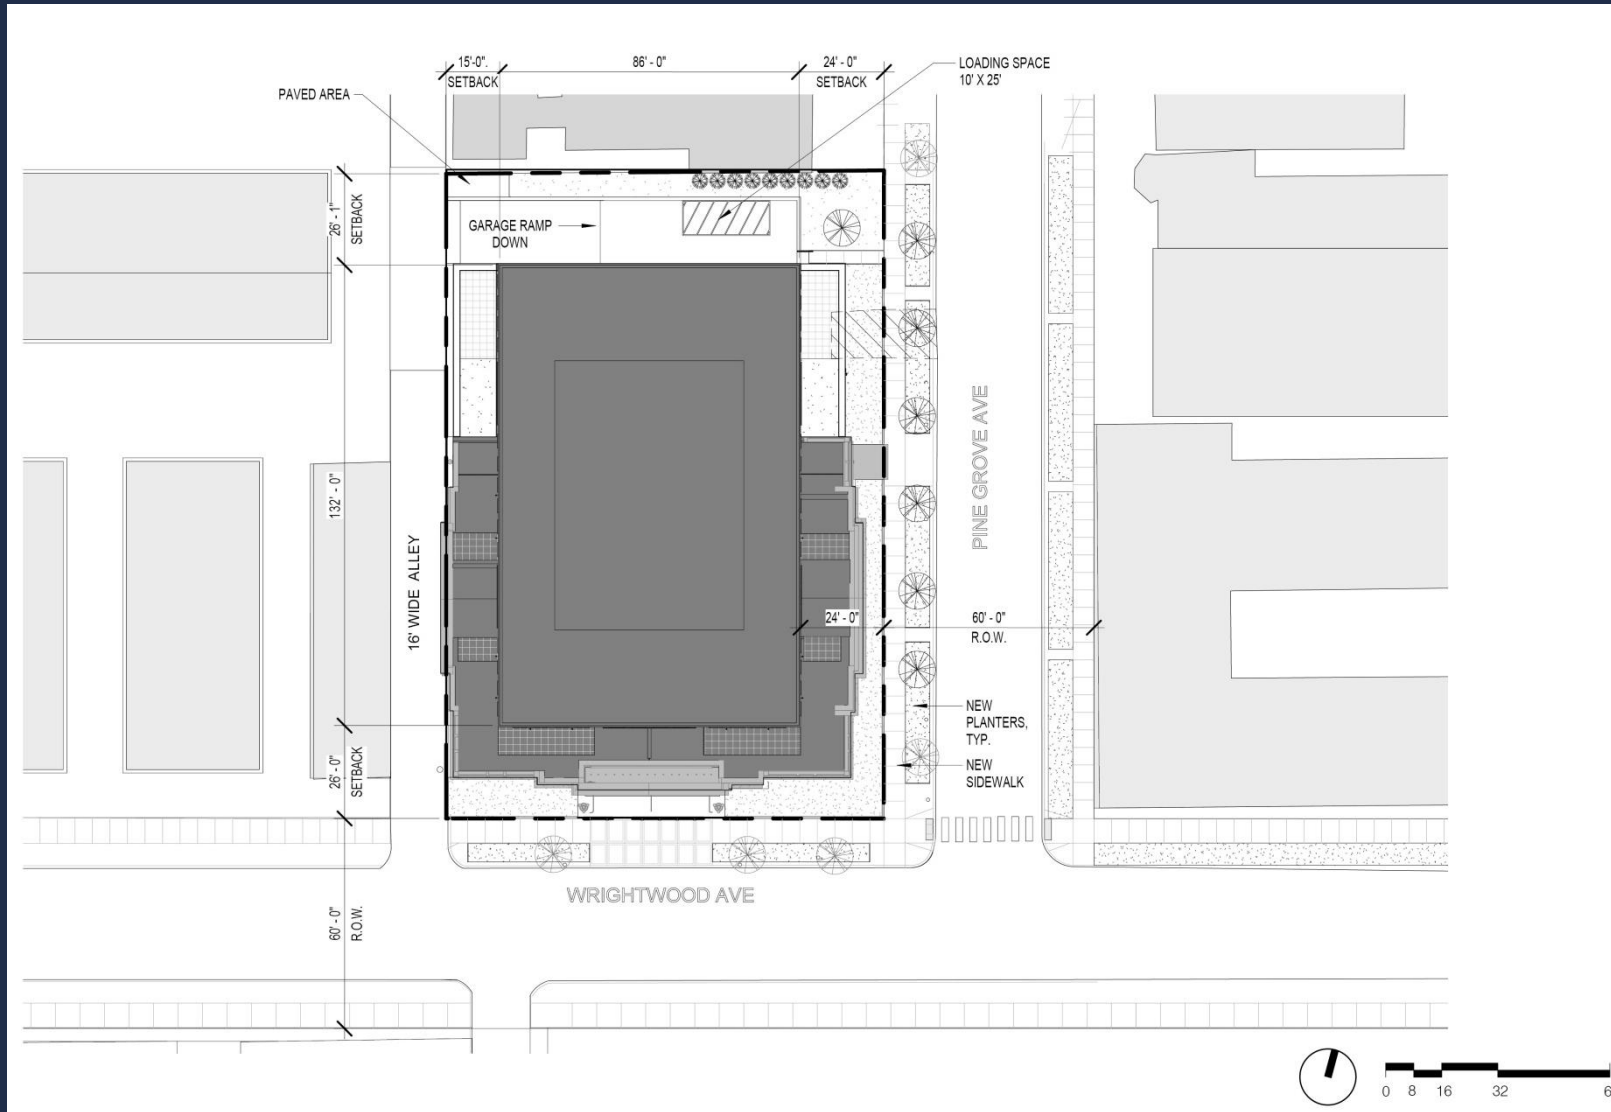 15'-0".
SETBACK
86' - 0"
24' - 0"
SETBACK
LOADING SPACE
10' X 25'
PAVED AREA
26' - 1"
SETBACK
GARAGE RAMP
DOWN
132' - 0"
16' WIDE ALLEY
PINE GROVE AVE
24' - 0"
60' - 0"
R.O.W.
NEW
PLANTERS,
TYP.
NEW
SIDEWALK
26' - 0"
SETBACK
WRIGHTWOOD AVE
60' - 0"
R.O.W.
0 8 16 32